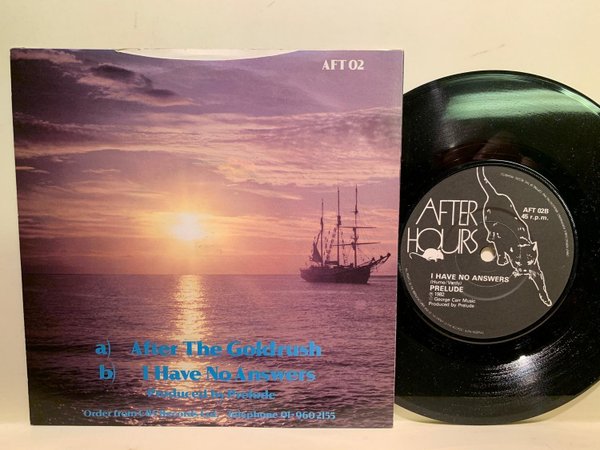 AFT 02
a) After The Goldrush
b) I Have No Answers
Produced by Prelude
Order from CBS Records Ltd. Telephone 01-960 2155
AFTER
HOURS
AFT 02B
45 r.p.m.
I HAVE NO ANSWERS
(Hume/Vardy)
PRELUDE
℗ 1982
© George Carr Music
Produced by Prelude